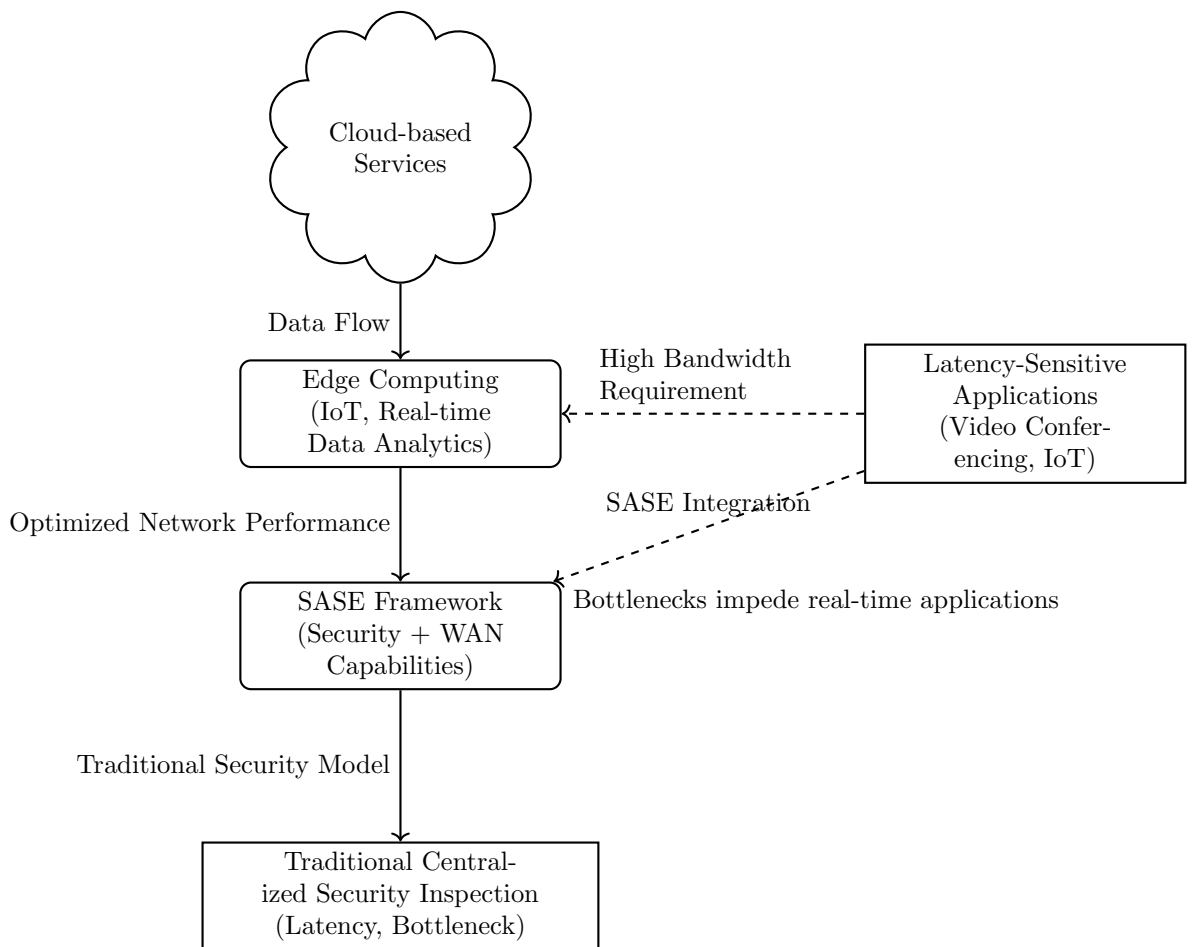 Cloud-based
Services
Data Flow
Edge Computing
(IoT, Real-time
Data Analytics)
High Bandwidth
Requirement
Latency-Sensitive
Applications
(Video Confer-
encing, IoT)
Optimized Network Performance
SASE Integration
SASE Framework
(Security + WAN
Capabilities)
Bottlenecks impede real-time applications
Traditional Security Model
Traditional Central-
ized Security Inspection
(Latency, Bottleneck)